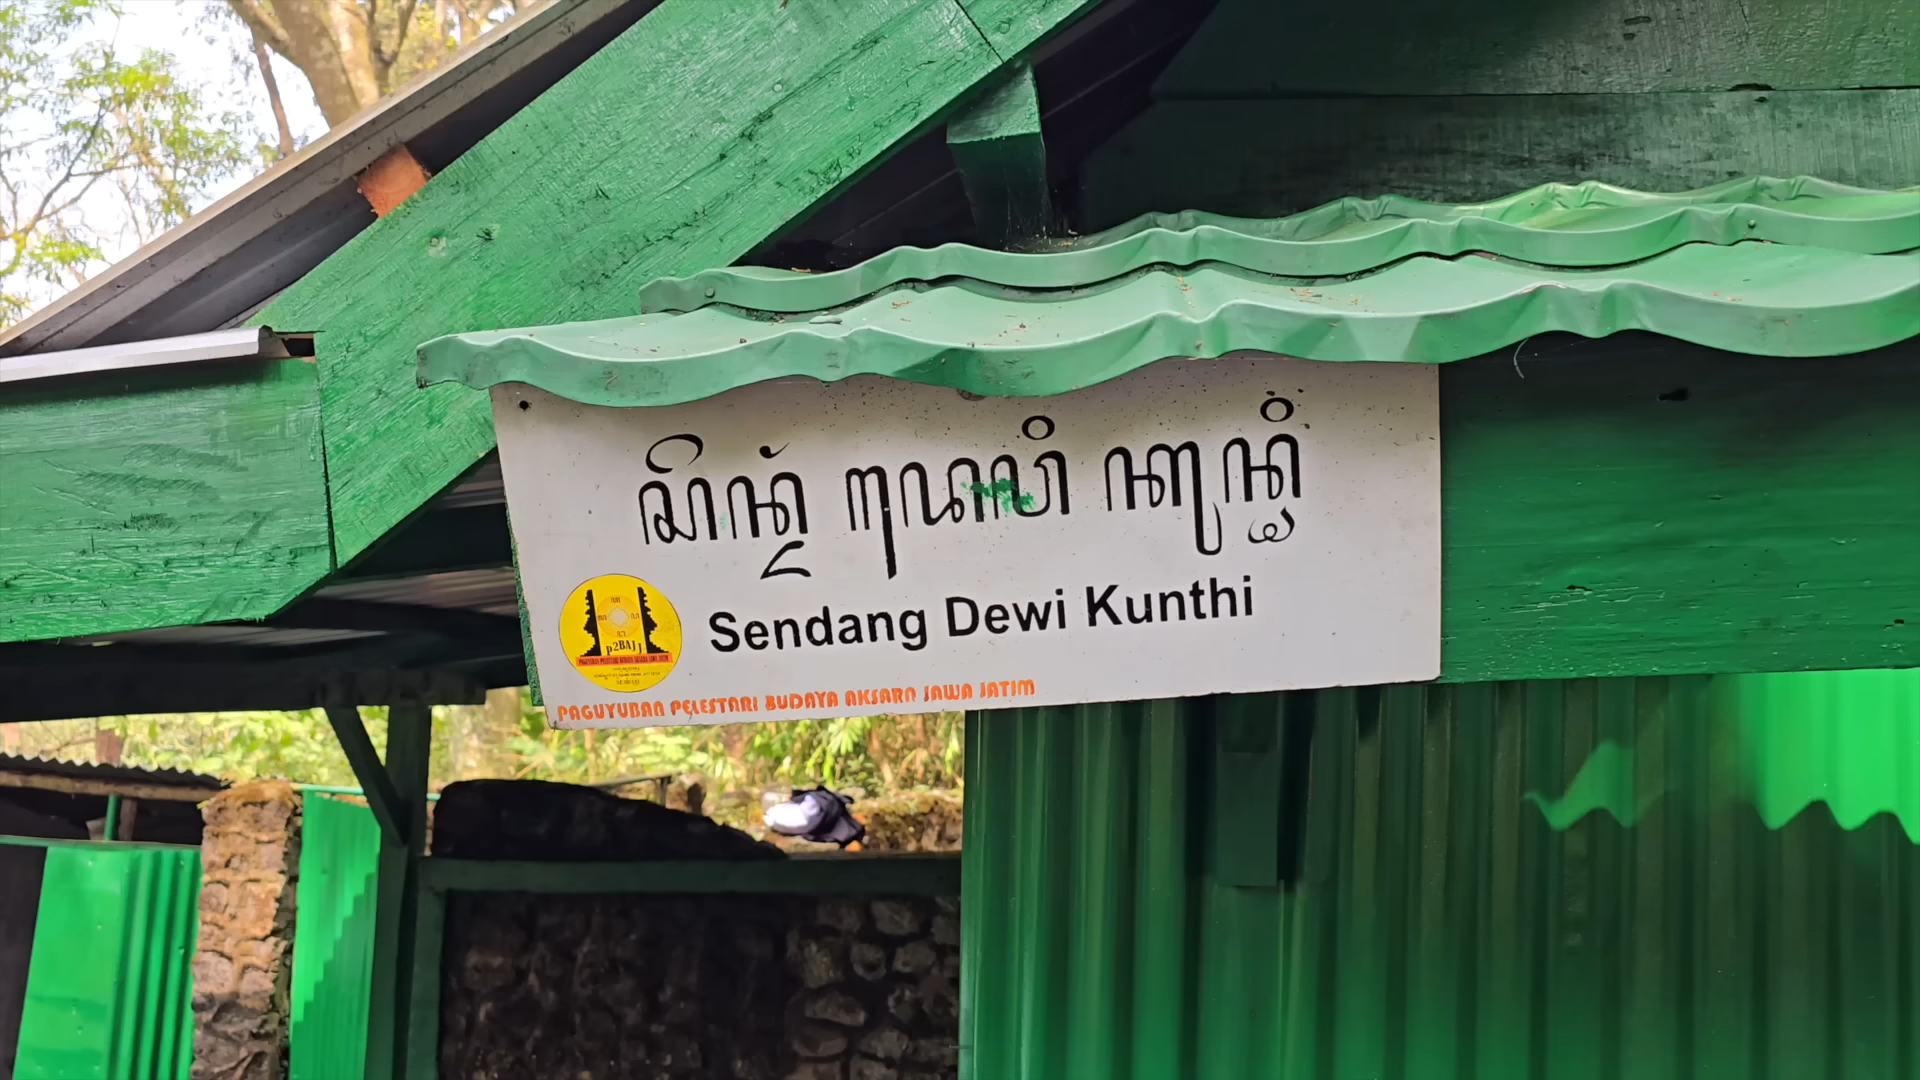 ꦱꦼꦤ꧀ꦝꦁ ꦢꦺꦮꦶ ꦏꦸꦤ꧀ꦛꦶ
Sendang Dewi Kunthi
p2BAJJ
PAGUYUBAN PELESTARI BUDAYA AKSARA JAWA JATIM